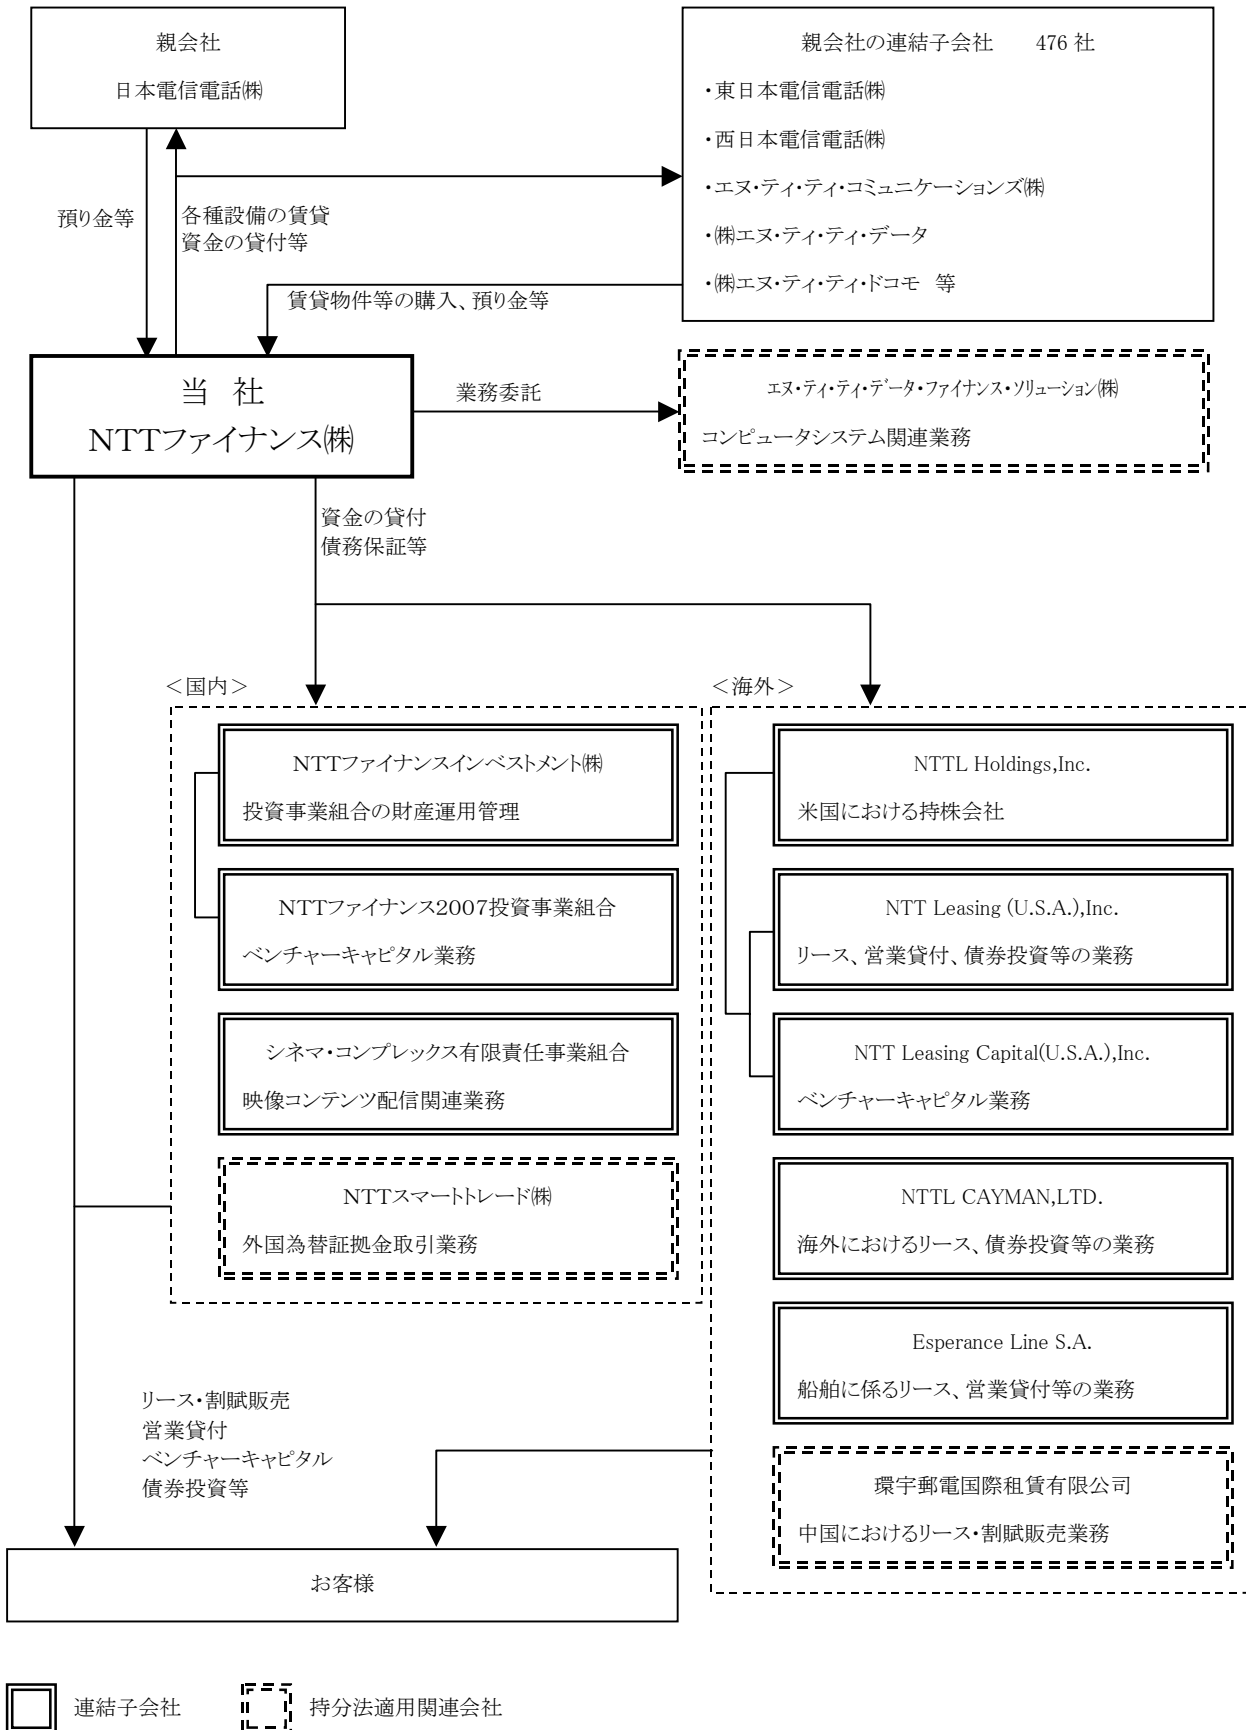 親会社
日本電信電話㈱
親会社の連結子会社　　476 社
・東日本電信電話㈱
・西日本電信電話㈱
・エヌ・ティ・ティ・コミュニケーションズ㈱
・㈱エヌ・ティ・ティ・データ
・㈱エヌ・ティ・ティ・ドコモ　等
預り金等
各種設備の賃貸
資金の貸付等
賃貸物件等の購入、預り金等
当　社
NTTファイナンス㈱
業務委託
エヌ・ティ・ティ・データ・ファイナンス・ソリューション㈱
コンピュータシステム関連業務
資金の貸付
債務保証等
＜国内＞
NTTファイナンスインベストメント㈱
投資事業組合の財産運用管理
NTTファイナンス2007投資事業組合
ベンチャーキャピタル業務
シネマ・コンプレックス有限責任事業組合
映像コンテンツ配信関連業務
NTTスマートトレード㈱
外国為替証拠金取引業務
＜海外＞
NTTL Holdings,Inc.
米国における持株会社
NTT Leasing (U.S.A.),Inc.
リース、営業貸付、債券投資等の業務
NTT Leasing Capital(U.S.A.),Inc.
ベンチャーキャピタル業務
NTTL CAYMAN,LTD.
海外におけるリース、債券投資等の業務
Esperance Line S.A.
船舶に係るリース、営業貸付等の業務
環宇郵電国際租賃有限公司
中国におけるリース・割賦販売業務
リース・割賦販売
営業貸付
ベンチャーキャピタル
債券投資等
お客様
連結子会社
持分法適用関連会社